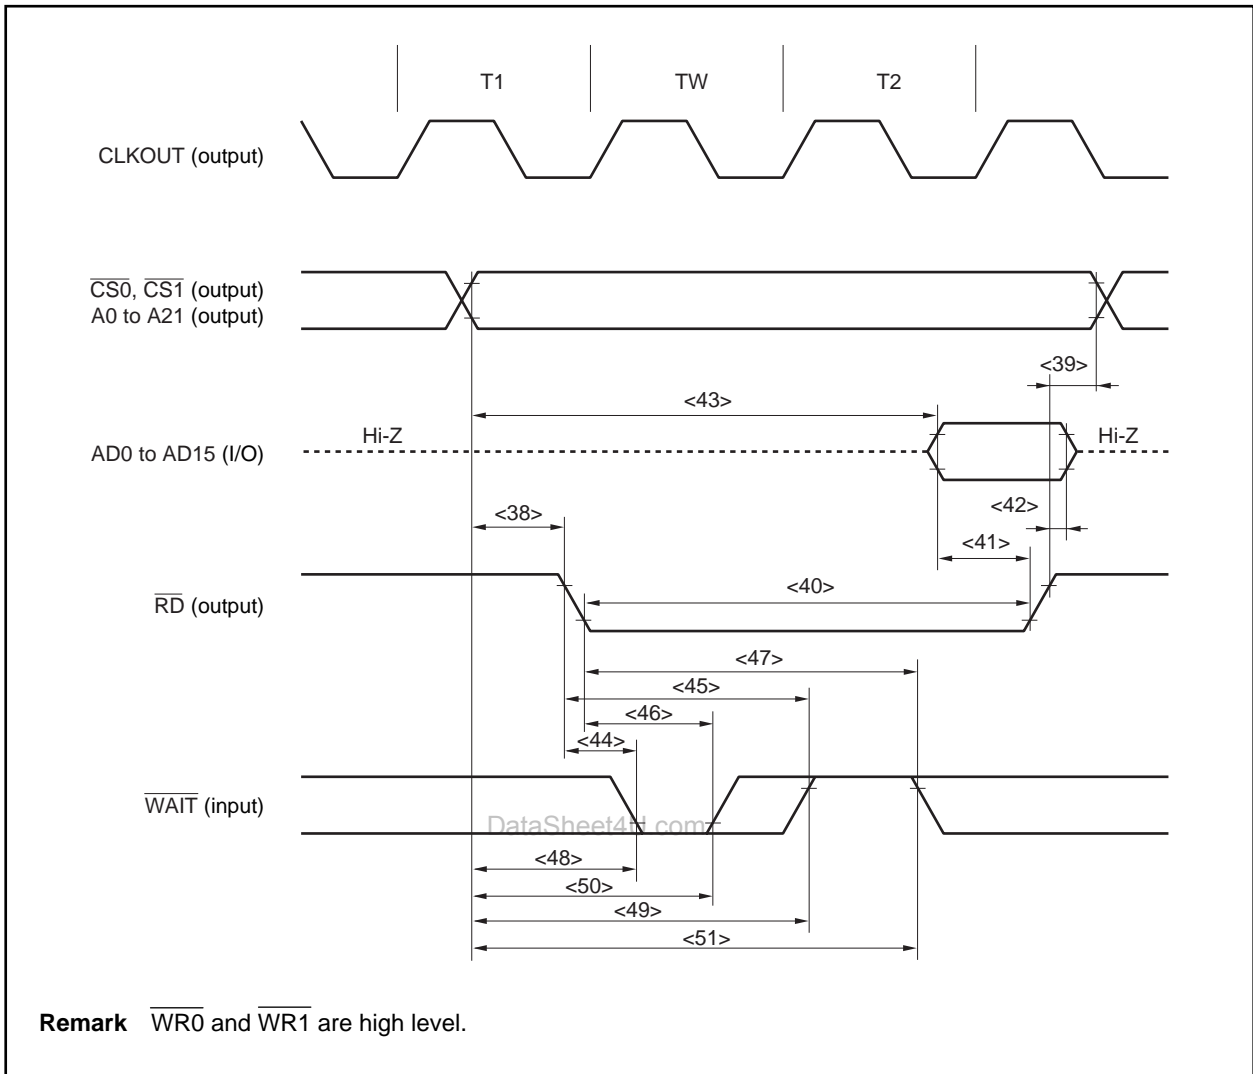 T1 TW T2
CLKOUT (output)
CS0, CS1 (output)
A0 to A21 (output)
<39>
<43>
Hi-Z Hi-Z
AD0 to AD15 (I/O)
<38> <42>
<41>
<40>
RD (output)
<47>
<45>
<46>
<44>
WAIT (input)
<48>
<50>
<49>
<51>
Remark WR0 and WR1 are high level.